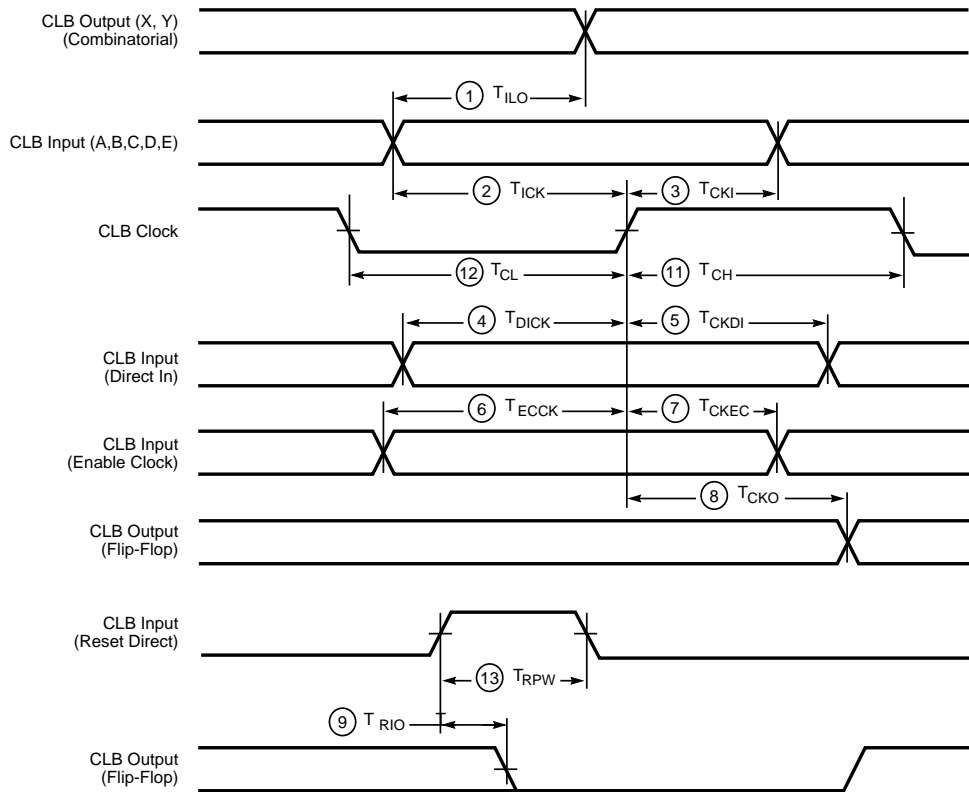 CLB Output (X, Y)
(Combinatorial)
1 TILO
CLB Input (A,B,C,D,E)
2 TICK
3 TCKI
CLB Clock
12 TCL
11 TCH
4 TDICK
5 TCKDI
CLB Input
(Direct In)
6 TECCK
7 TCKEC
CLB Input
(Enable Clock)
8 TCKO
CLB Output
(Flip-Flop)
CLB Input
(Reset Direct)
13 TRPW
9 T RIO
T
CLB Output
(Flip-Flop)